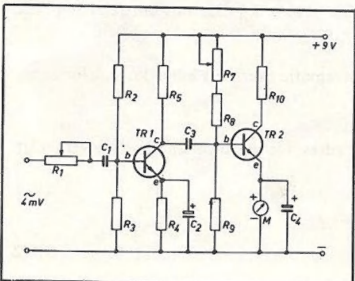 +9V
R2
R5
R7
R10
R8
TR1
TR2
C1
C3
c
c
b
b
R1
e
e
~
4mV
R3
R4
C2
+
R9
+
M
-
+
C4
-